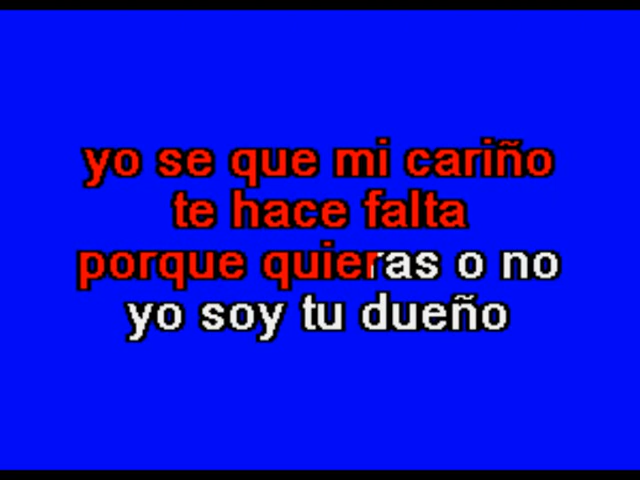 yo se que mi cariño
te hace falta
porque quieras o no
yo soy tu dueño